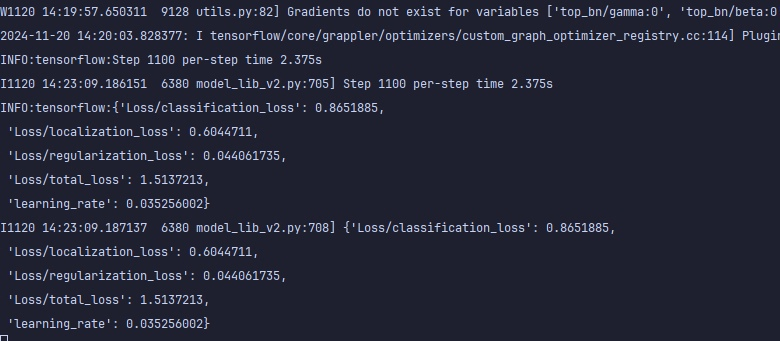 W1120 14:19:57.650311  9128 utils.py:82] Gradients do not exist for variables ['top_bn/gamma:0', 'top_bn/beta:0
2024-11-20 14:20:03.828377: I tensorflow/core/grappler/optimizers/custom_graph_optimizer_registry.cc:114] Plugin
INFO:tensorflow:Step 1100 per-step time 2.375s
I1120 14:23:09.186151  6380 model_lib_v2.py:705] Step 1100 per-step time 2.375s
INFO:tensorflow:{'Loss/classification_loss': 0.8651885,
 'Loss/localization_loss': 0.6044711,
 'Loss/regularization_loss': 0.044061735,
 'Loss/total_loss': 1.5137213,
 'learning_rate': 0.035256002}
I1120 14:23:09.187137  6380 model_lib_v2.py:708] {'Loss/classification_loss': 0.8651885,
 'Loss/localization_loss': 0.6044711,
 'Loss/regularization_loss': 0.044061735,
 'Loss/total_loss': 1.5137213,
 'learning_rate': 0.035256002}